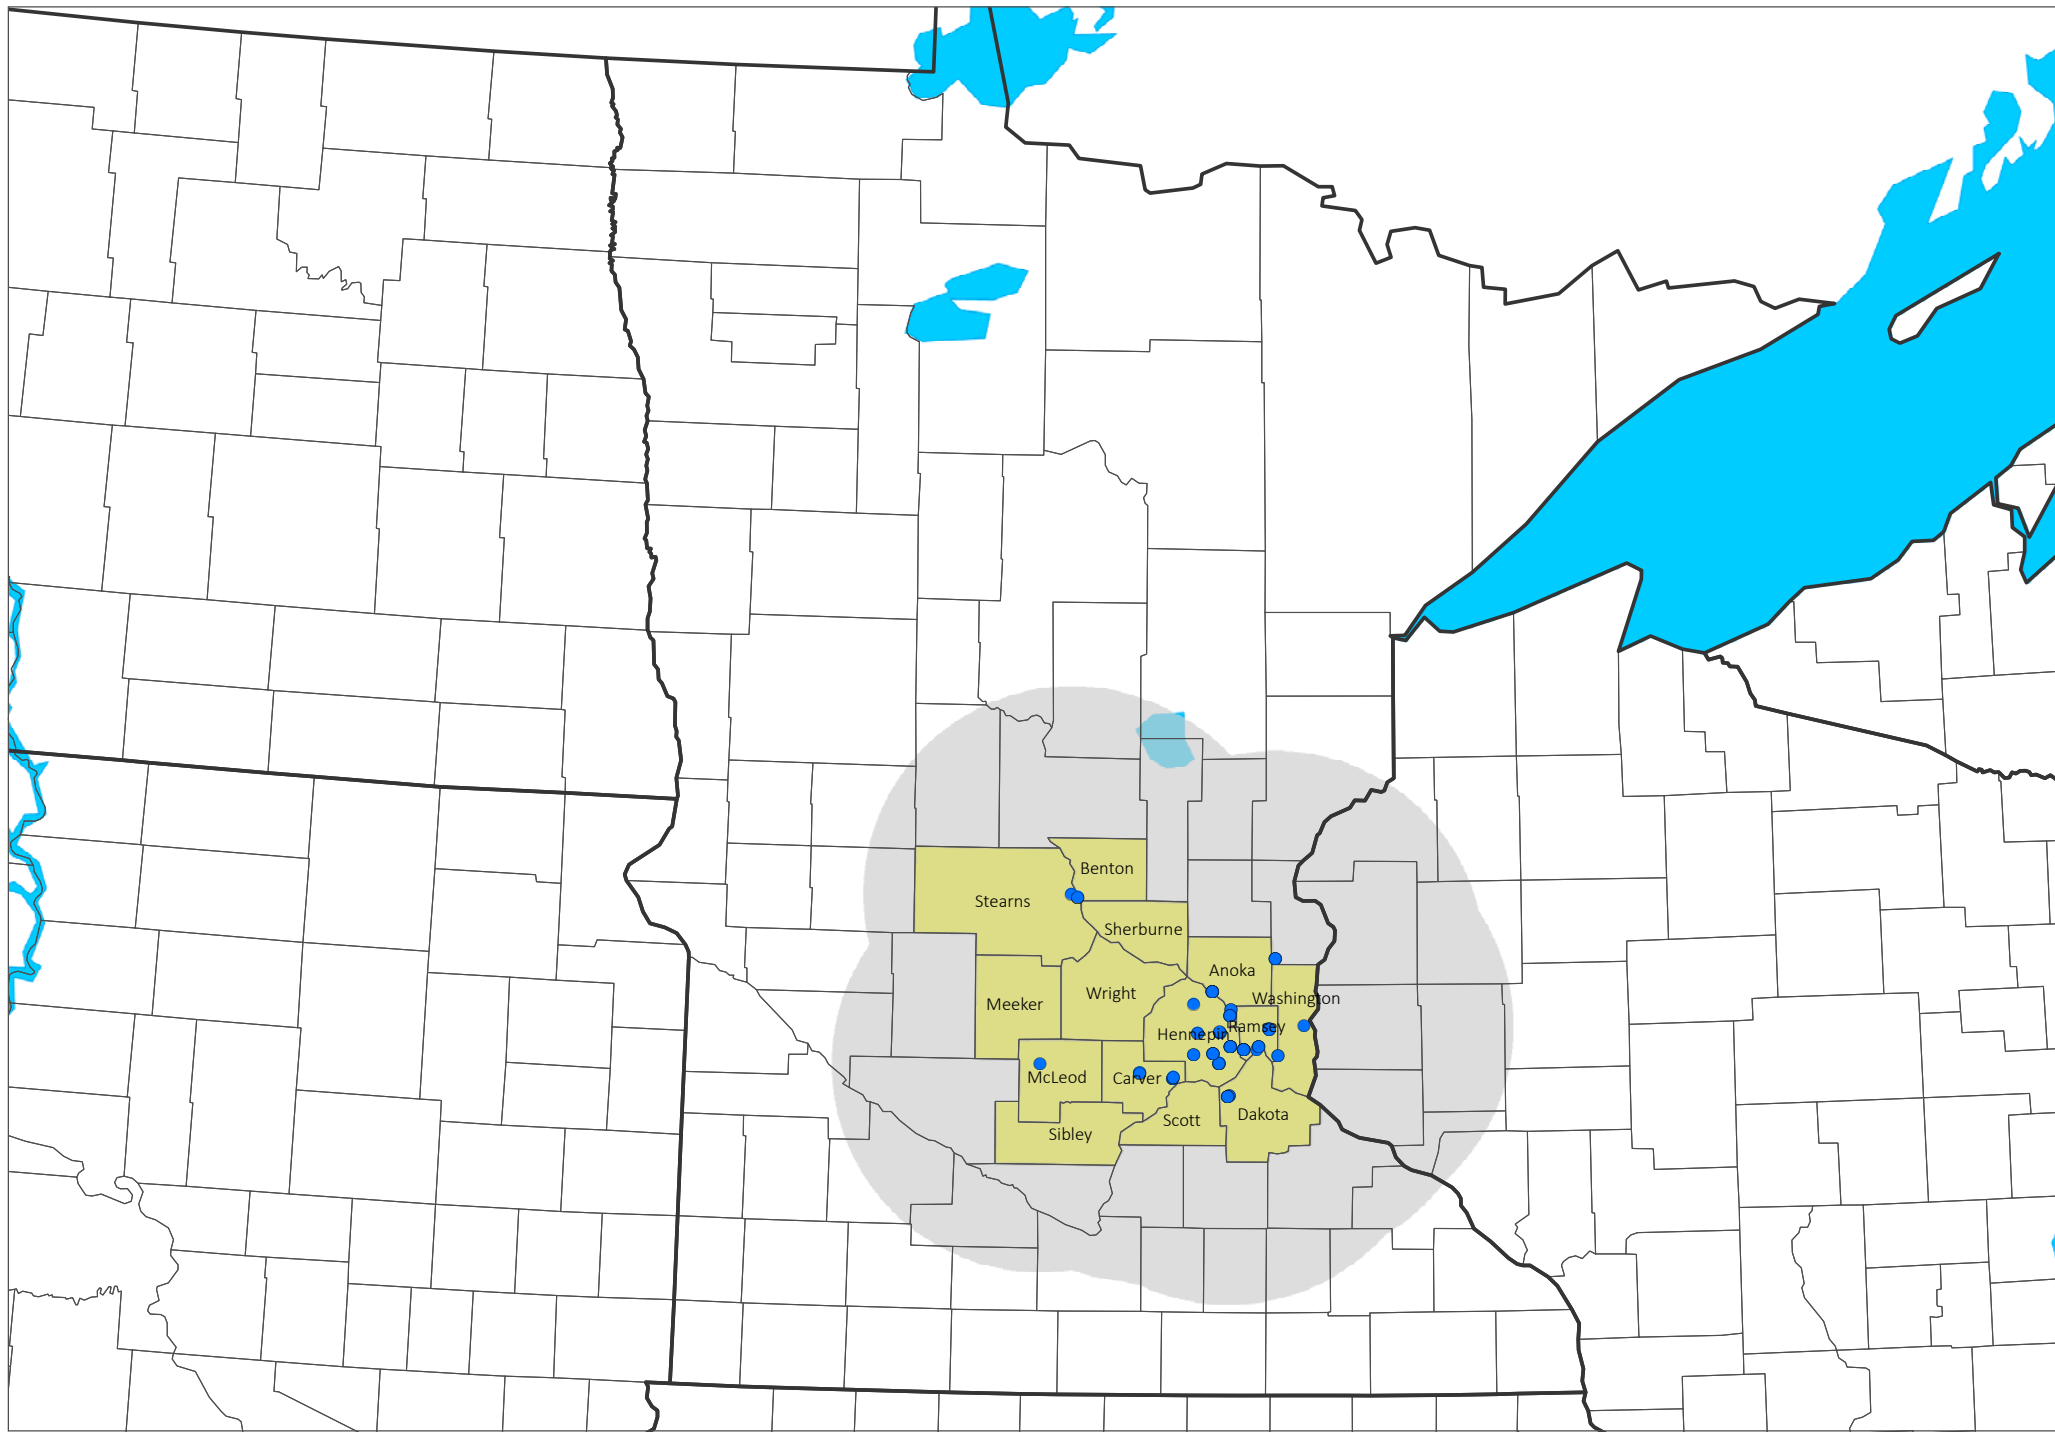 Benton
Stearns
Sherburne
Anoka
Wright
Washington
Meeker
Ramsey
Hennepin
McLeod
Carver
Dakota
Scott
Sibley